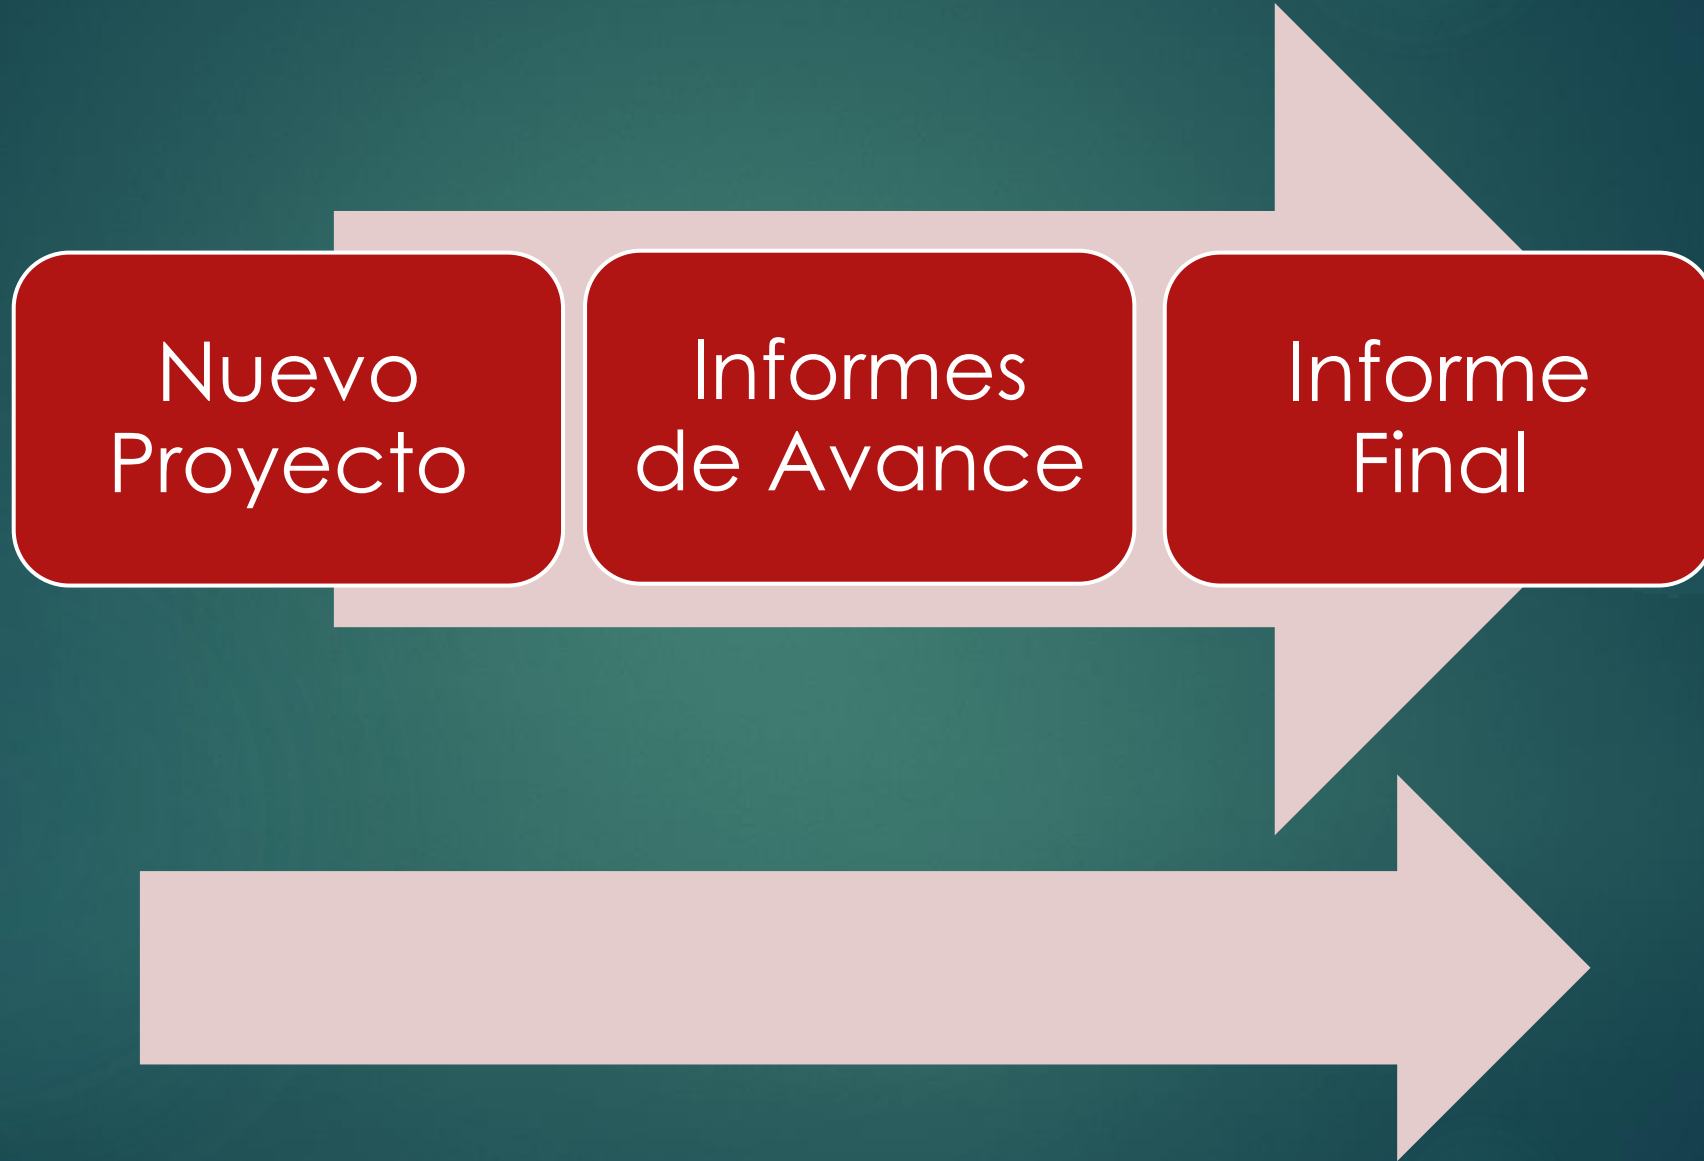 Nuevo
Proyecto
Informes
de Avance
Informe
Final